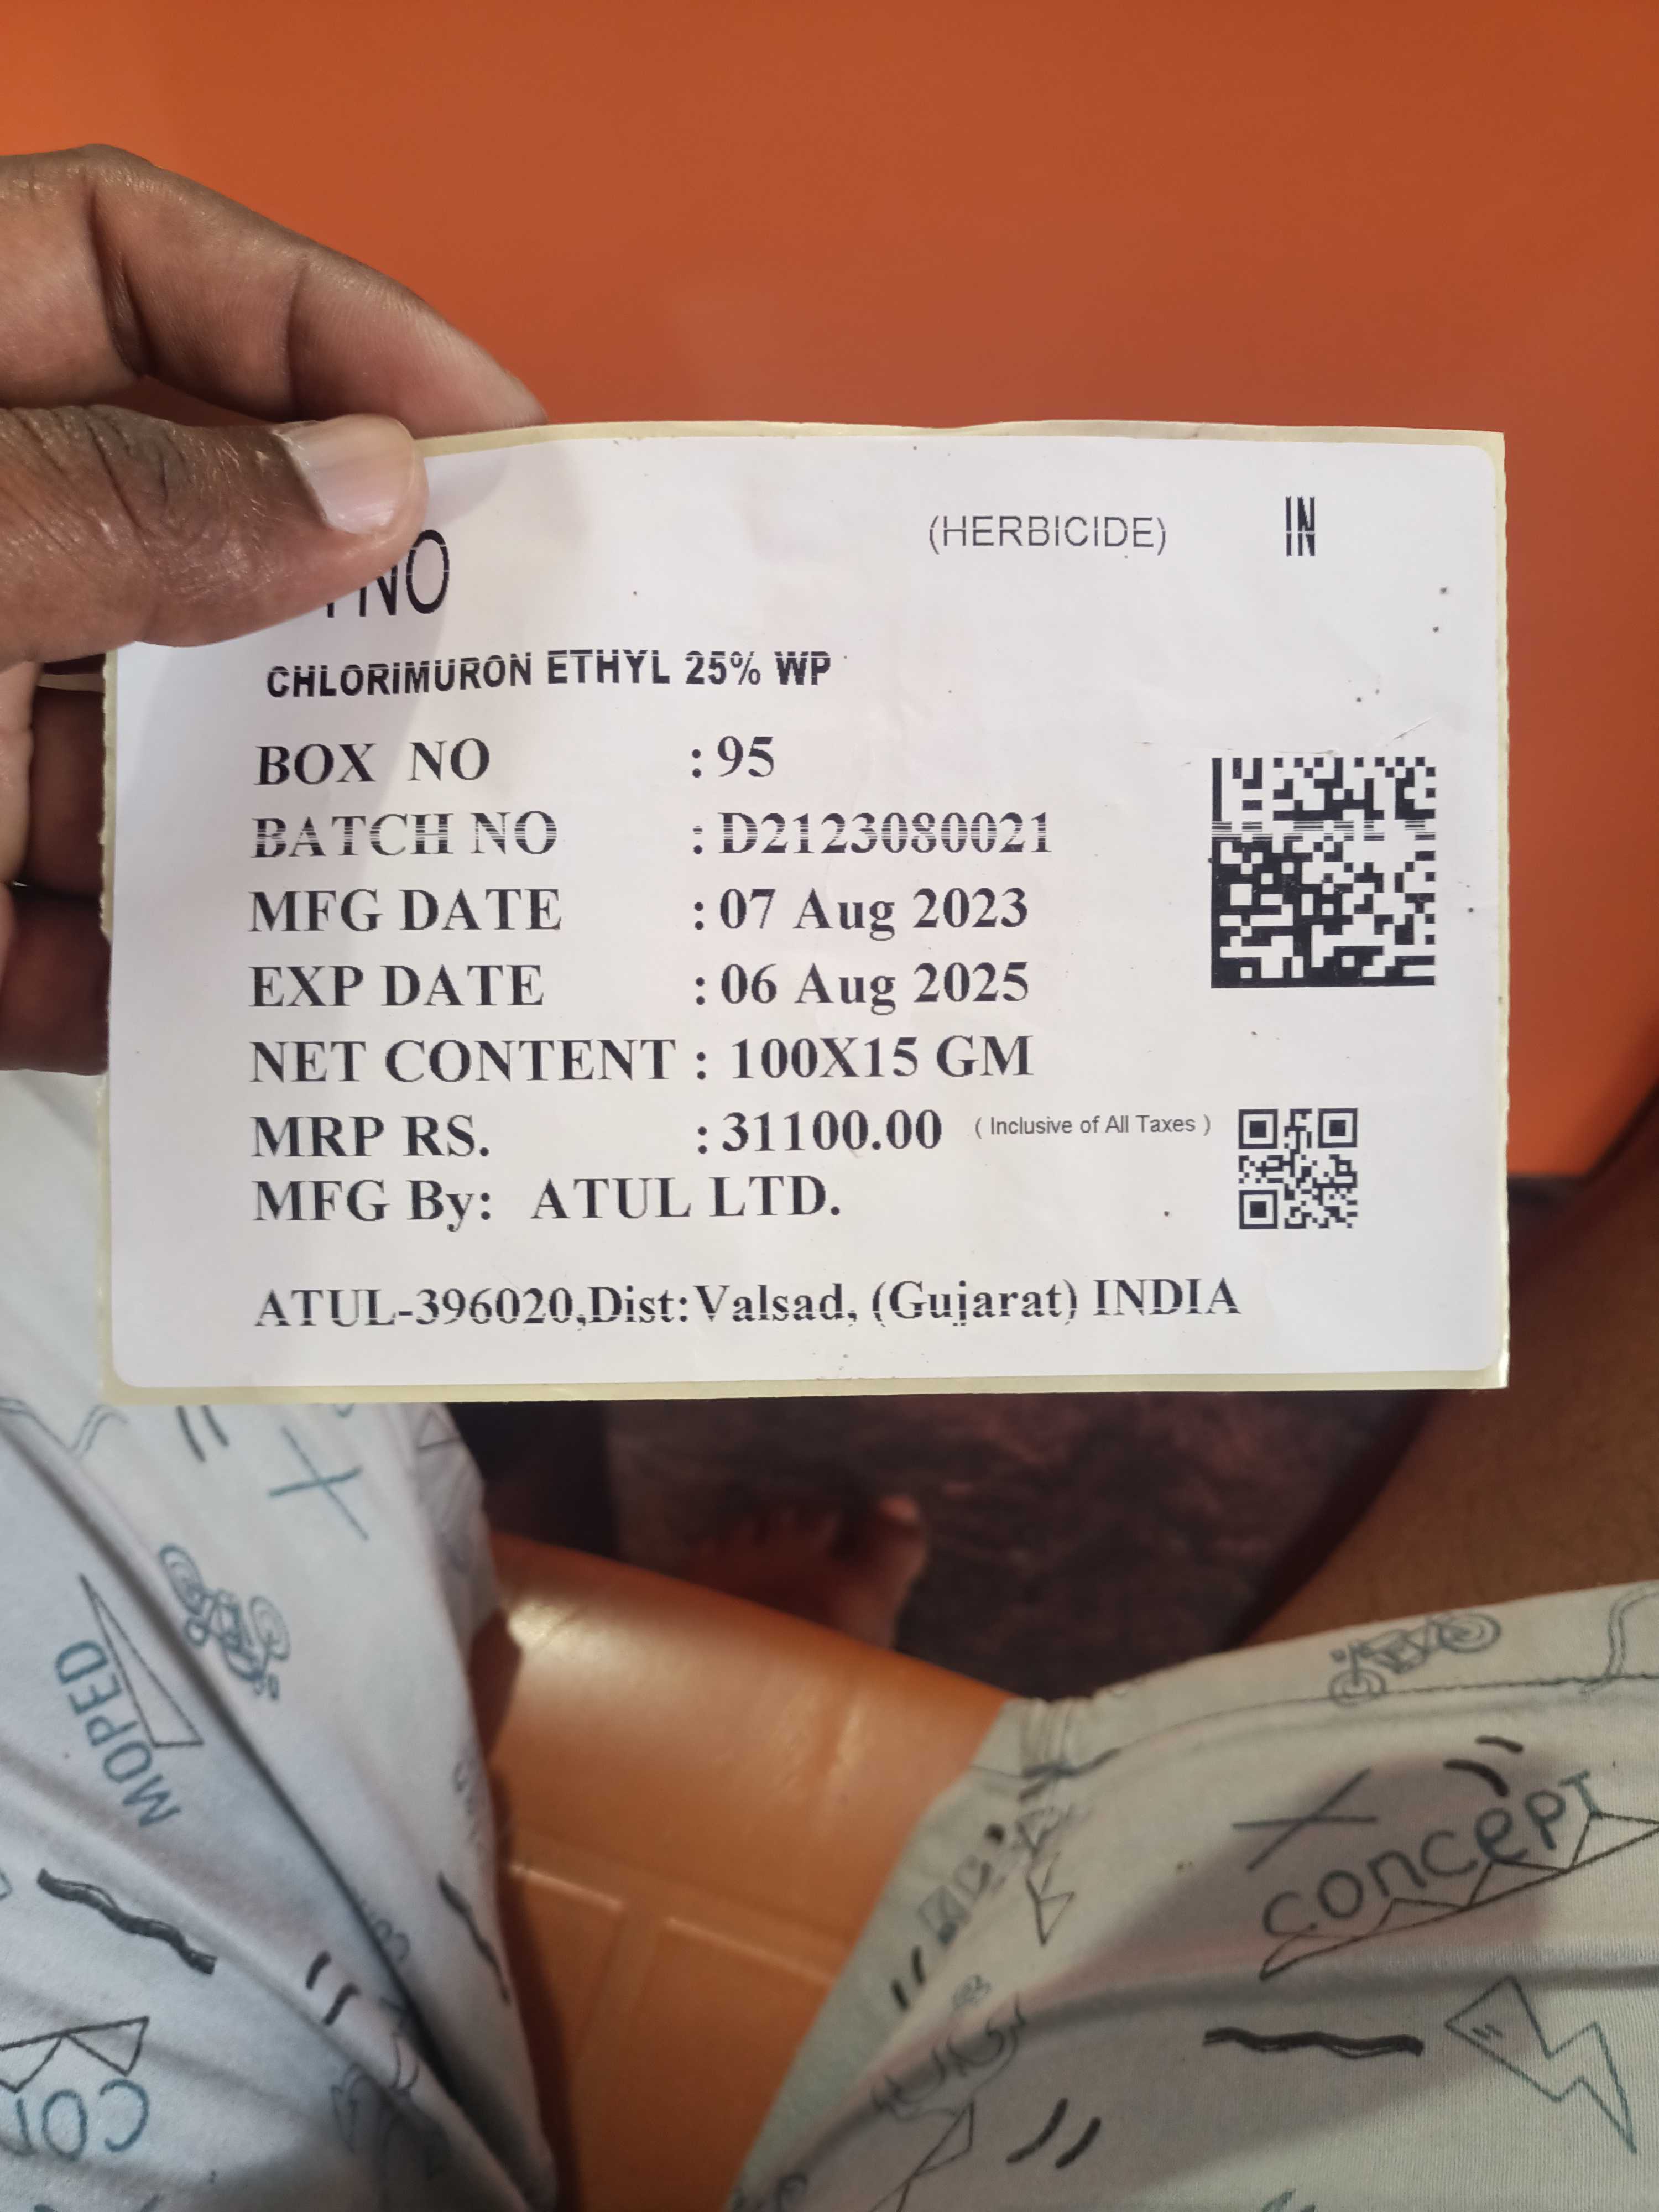 (HERBICIDE) IN
CHLORIMURON ETHYL 25% WP
BOX NO : 95
BATCH NO : D2123080021
MFG DATE : 07 Aug 2023
EXP DATE : 06 Aug 2025
NET CONTENT : 100X15 GM
MRP RS. : 31100.00 ( Inclusive of All Taxes )
MFG By: ATUL LTD.
ATUL-396020,Dist:Valsad, (Gujarat) INDIA
MOPED
CONCEPT